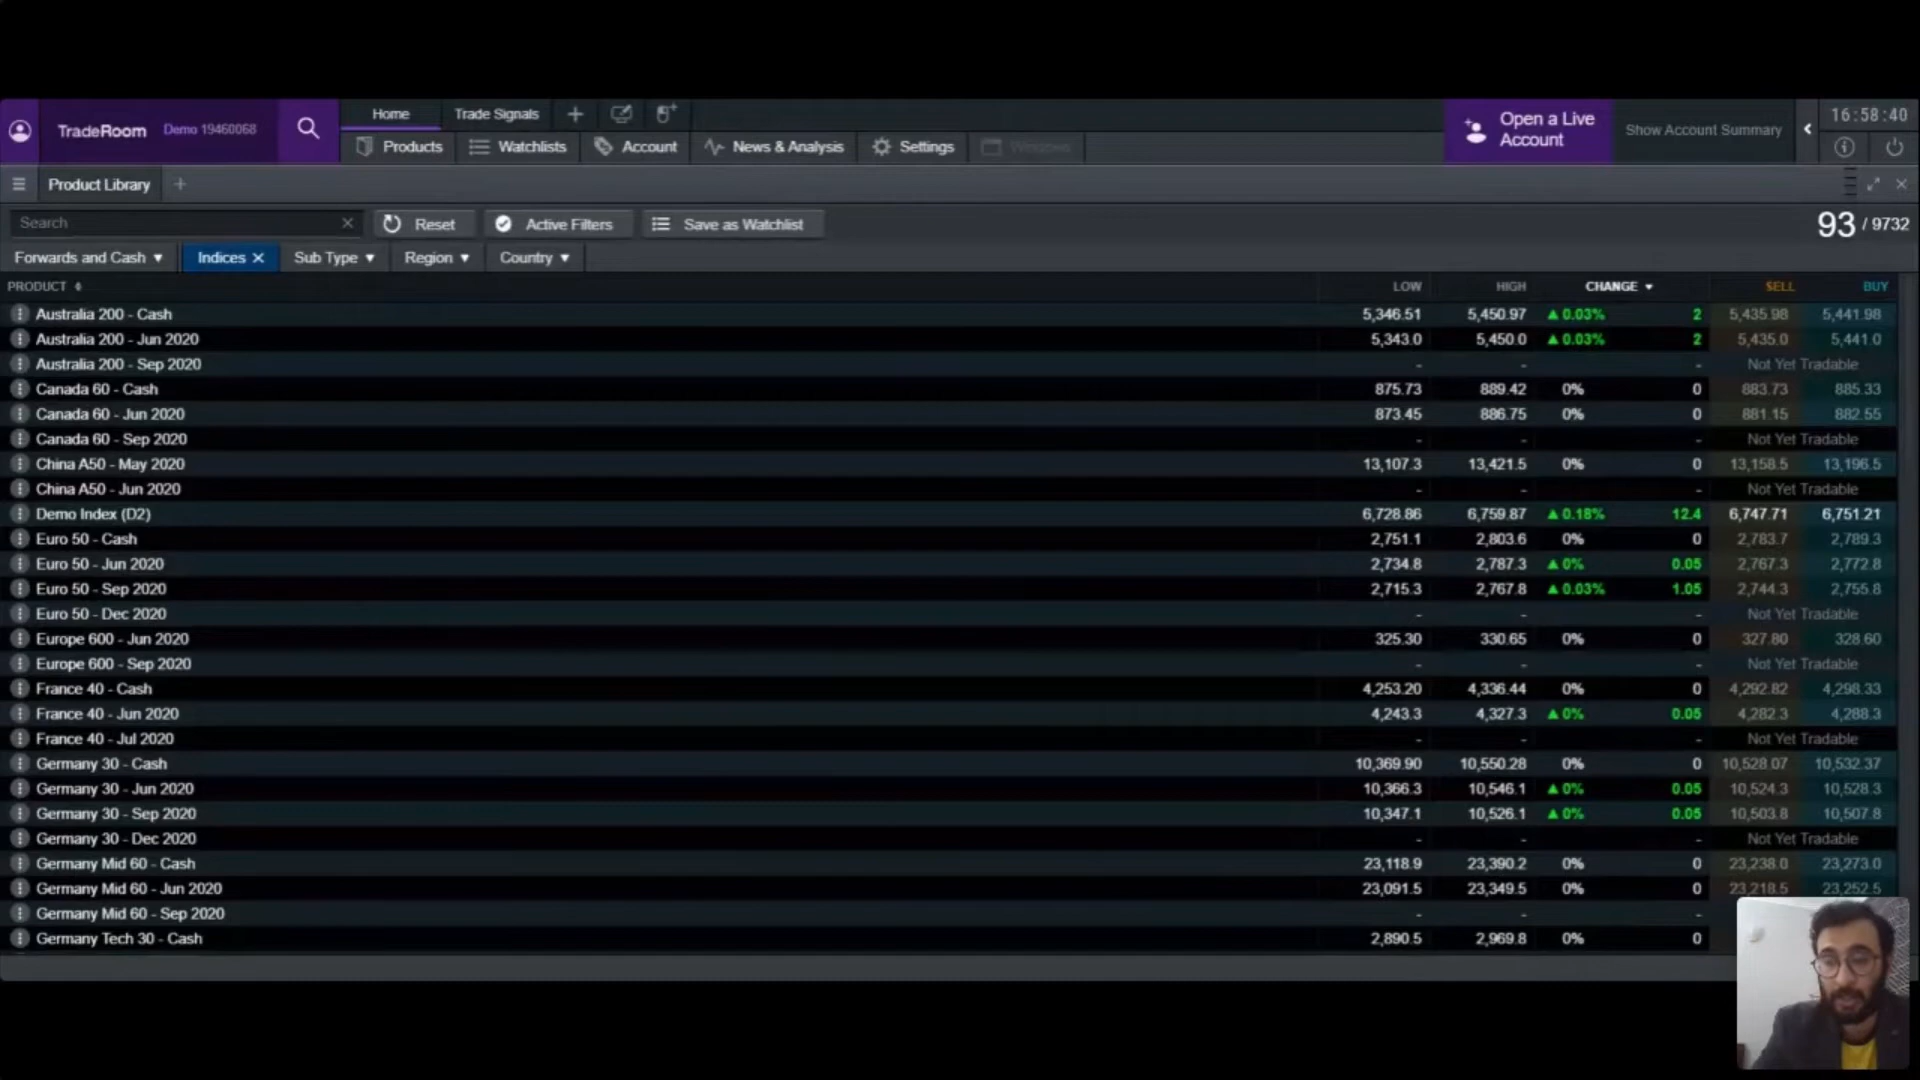 TradeRoom Demo 19460068
Home Trade Signals
Products Watchlists Account News & Analysis Settings Windows
Open a Live Account
Show Account Summary
16:58:40
Product Library
Search Reset Active Filters Save as Watchlist
93 / 9732
Forwards and Cash Indices Sub Type Region Country
PRODUCT LOW HIGH CHANGE SELL BUY
Australia 200 - Cash 5,346.51 5,450.97 ▲ 0.03% 2 5,435.98 5,441.98
Australia 200 - Jun 2020 5,343.0 5,450.0 ▲ 0.03% 2 5,435.0 5,441.0
Australia 200 - Sep 2020 - - - Not Yet Tradable
Canada 60 - Cash 875.73 889.42 0% 0 883.73 885.33
Canada 60 - Jun 2020 873.45 886.75 0% 0 881.15 882.55
Canada 60 - Sep 2020 - - - Not Yet Tradable
China A50 - May 2020 13,107.3 13,421.5 0% 0 13,158.5 13,196.5
China A50 - Jun 2020 - - - Not Yet Tradable
Demo Index (D2) 6,728.86 6,759.87 ▲ 0.18% 12.4 6,747.71 6,751.21
Euro 50 - Cash 2,751.1 2,803.6 0% 0 2,783.7 2,789.3
Euro 50 - Jun 2020 2,734.8 2,787.3 ▲ 0% 0.05 2,767.3 2,772.8
Euro 50 - Sep 2020 2,715.3 2,767.8 ▲ 0.03% 1.05 2,744.3 2,755.8
Euro 50 - Dec 2020 - - - Not Yet Tradable
Europe 600 - Jun 2020 325.30 330.65 0% 0 327.80 328.60
Europe 600 - Sep 2020 - - - Not Yet Tradable
France 40 - Cash 4,253.20 4,336.44 0% 0 4,292.82 4,298.33
France 40 - Jun 2020 4,243.3 4,327.3 ▲ 0% 0.05 4,282.3 4,288.3
France 40 - Jul 2020 - - - Not Yet Tradable
Germany 30 - Cash 10,369.90 10,550.28 0% 0 10,528.07 10,532.37
Germany 30 - Jun 2020 10,366.3 10,546.1 ▲ 0% 0.05 10,524.3 10,528.3
Germany 30 - Sep 2020 10,347.1 10,526.1 ▲ 0% 0.05 10,503.8 10,507.8
Germany 30 - Dec 2020 - - - Not Yet Tradable
Germany Mid 60 - Cash 23,118.9 23,390.2 0% 0 23,238.0 23,273.0
Germany Mid 60 - Jun 2020 23,091.5 23,349.5 0% 0 23,218.5 23,252.5
Germany Mid 60 - Sep 2020 - - -
Germany Tech 30 - Cash 2,890.5 2,969.8 0% 0